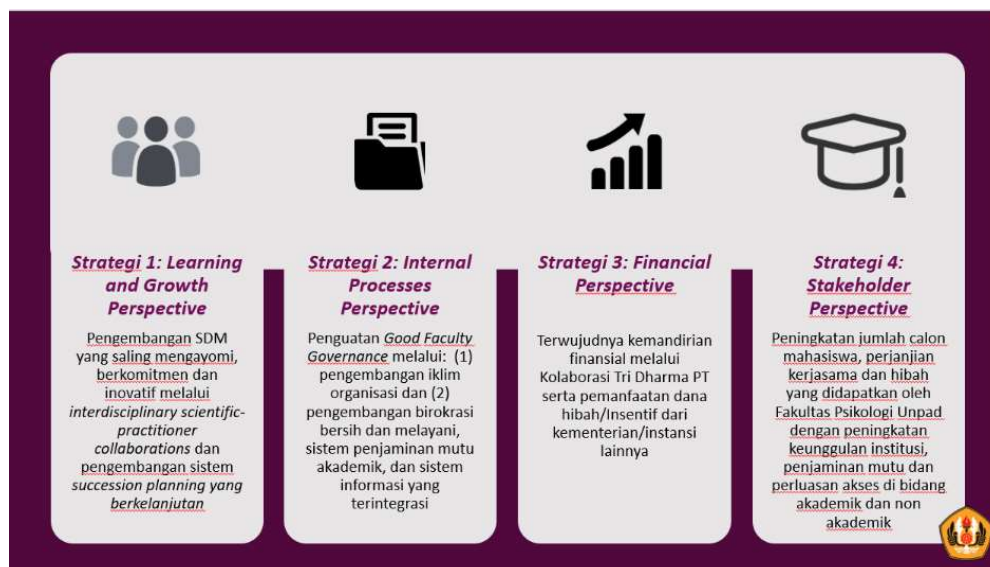 Strategi 1: Learning
and Growth
Perspective
Pengembangan SDM
yang saling mengayomi,
berkomitmen dan
inovatif melalui
interdisciplinary scientific-
practitioner
collaborations dan
pengembangan sistem
succession planning yang
berkelanjutan
Strategi 2: Internal
Processes
Perspective
Penguatan Good Faculty
Governance melalui: (1)
pengembangan iklim
organisasi dan (2)
pengembangan birokrasi
bersih dan melayani,
sistem penjaminan mutu
akademik, dan sistem
informasi yang
terintegrasi
Strategi 3: Financial
Perspective
Terwujudnya kemandirian
finansial melalui
Kolaborasi Tri Dharma PT
serta pemanfaatan dana
hibah/Insentif dari
kementerian/instansi
lainnya
Strategi 4:
Stakeholder
Perspective
Peningkatan jumlah calon
mahasiswa, perjanjian
kerjasama dan hibah
yang didapatkan oleh
Fakultas Psikologi Unpad
dengan peningkatan
keunggulan institusi,
penjaminan mutu dan
perluasan akses di bidang
akademik dan non
akademik